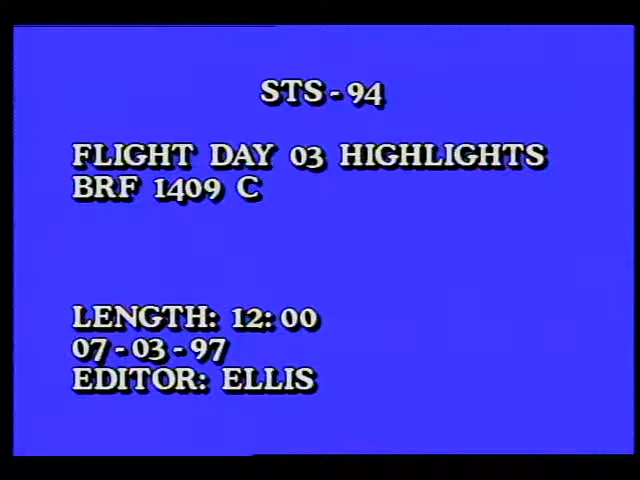 STS-94
FLIGHT DAY 03 HIGHLIGHTS
BRF 1409 C
LENGTH: 12:00
07-03-97
EDITOR: ELLIS